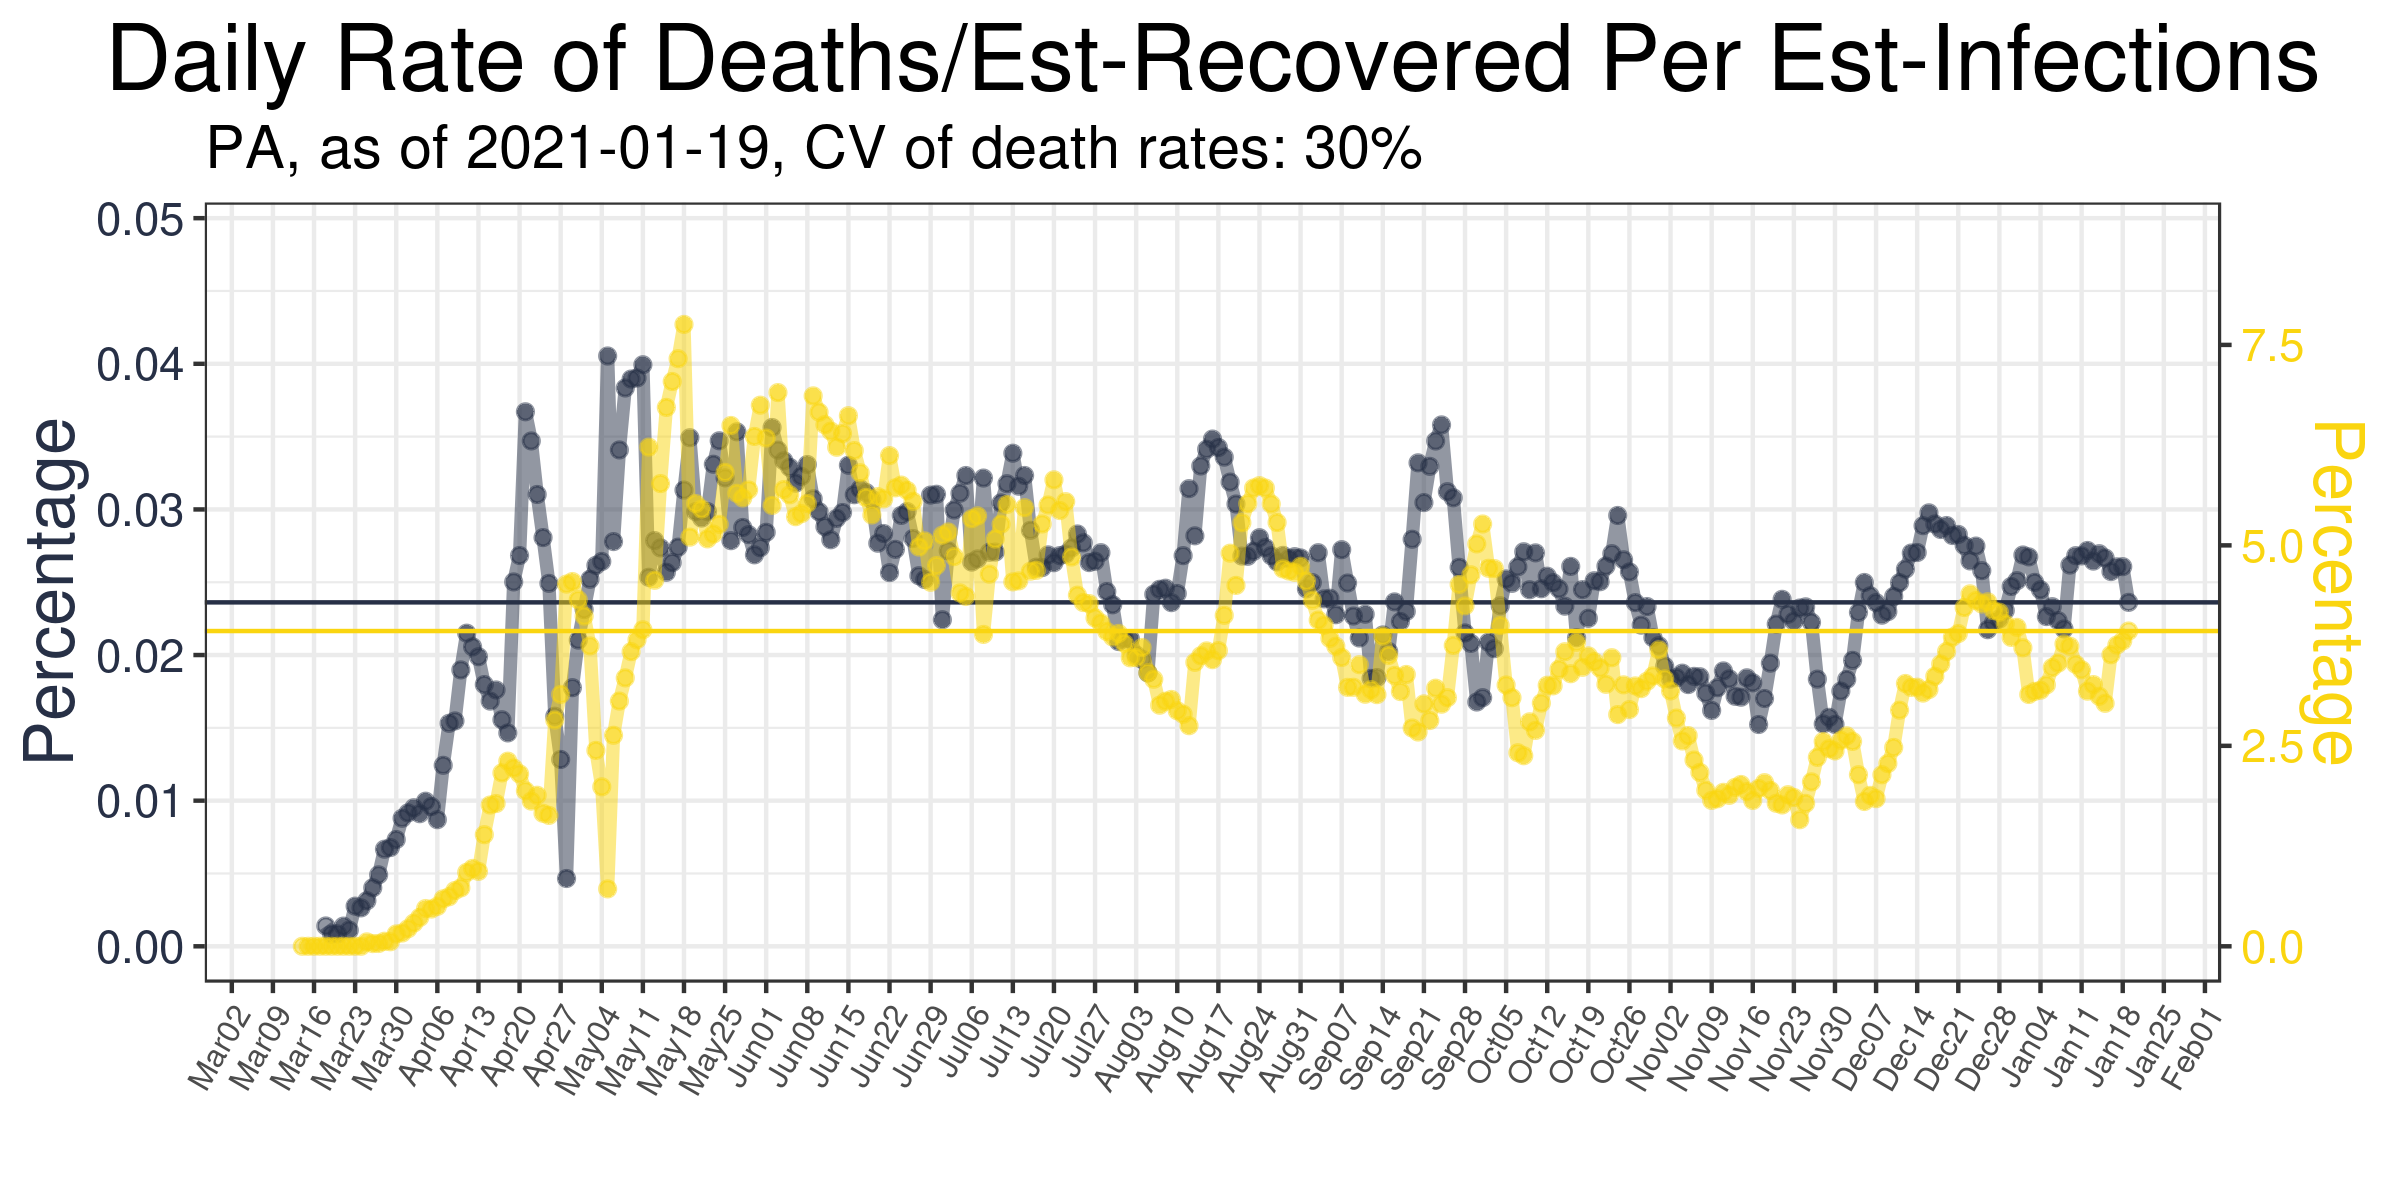 Daily Rate of Deaths/Est-Recovered Per Est-Infections
PA, as of 2021-01-19, CV of death rates: 30%
Percentage
0.05
0.04
0.03
0.02
0.01
0.00
7.5
5.0
2.5
0.0
Percentage
Mar02
Mar09
Mar16
Mar23
Mar30
Apr06
Apr13
Apr20
Apr27
May04
May11
May18
May25
Jun01
Jun08
Jun15
Jun22
Jun29
Jul06
Jul13
Jul20
Jul27
Aug03
Aug10
Aug17
Aug24
Aug31
Sep07
Sep14
Sep21
Sep28
Oct05
Oct12
Oct19
Oct26
Nov02
Nov09
Nov16
Nov23
Nov30
Dec07
Dec14
Dec21
Dec28
Jan04
Jan11
Jan18
Jan25
Feb01